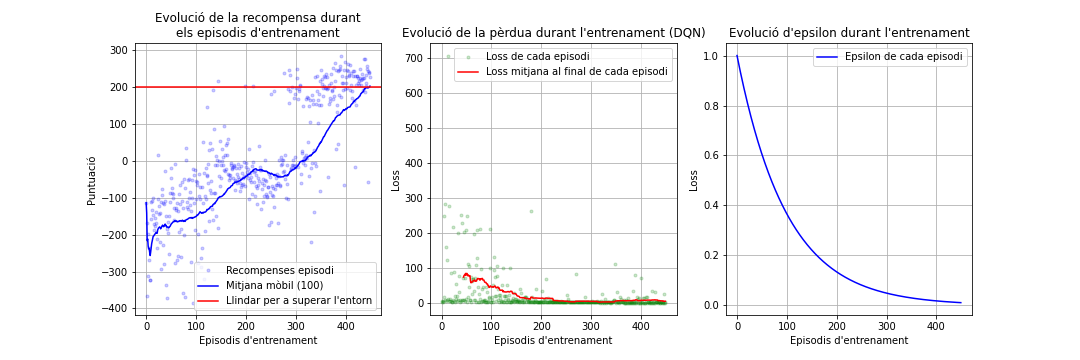 Evolució de la recompensa durant
els episodis d'entrenament
300
200
100
0
−100
−200
−300
−400
Puntuació
0 100 200 300 400
Episodis d'entrenament
Recompenses episodi
Mitjana mòbil (100)
Llindar per a superar l'entorn
Evolució de la pèrdua durant l'entrenament (DQN)
700
600
500
400
300
200
100
0
Loss
0 100 200 300 400
Episodis d'entrenament
Loss de cada episodi
Loss mitjana al final de cada episodi
Evolució d'epsilon durant l'entrenament
1.0
0.8
0.6
0.4
0.2
0.0
Loss
0 100 200 300 400
Episodis d'entrenament
Epsilon de cada episodi